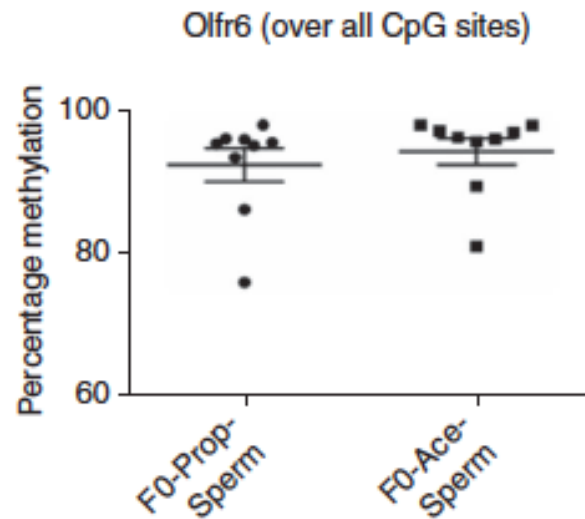 Olfr6 (over all CpG sites)
Percentage methylation
100
80
60
F0-Prop-
Sperm
F0-Ace-
Sperm